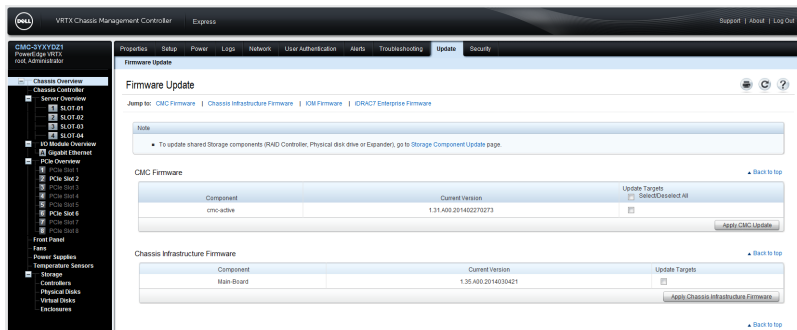 DELL VRTX Chassis Management Controller Express Support | About | Log Out
CMC-3YXYDZ1
PowerEdge VRTX
root, Administrator
Properties Setup Power Logs Network User Authentication Alerts Troubleshooting Update Security
Firmware Update
Chassis Overview
Chassis Controller
Server Overview
1 SLOT-01
2 SLOT-02
3 SLOT-03
4 SLOT-04
I/O Module Overview
A Gigabit Ethernet
PCIe Overview
1 PCIe Slot 1
2 PCIe Slot 2
3 PCIe Slot 3
4 PCIe Slot 4
5 PCIe Slot 5
6 PCIe Slot 6
7 PCIe Slot 7
8 PCIe Slot 8
Front Panel
Fans
Power Supplies
Temperature Sensors
Storage
Controllers
Physical Disks
Virtual Disks
Enclosures
Firmware Update
Jump to: CMC Firmware | Chassis Infrastructure Firmware | IOM Firmware | iDRAC7 Enterprise Firmware
Note
To update shared Storage components (RAID Controller, Physical disk drive or Expander), go to Storage Component Update page.
CMC Firmware Back to top
Component Current Version Update Targets
Select/Deselect All
cmc-active 1.31.A00.201402270273
Apply CMC Update
Chassis Infrastructure Firmware Back to top
Component Current Version Update Targets
Main-Board 1.35.A00.2014030421
Apply Chassis Infrastructure Firmware
Back to top